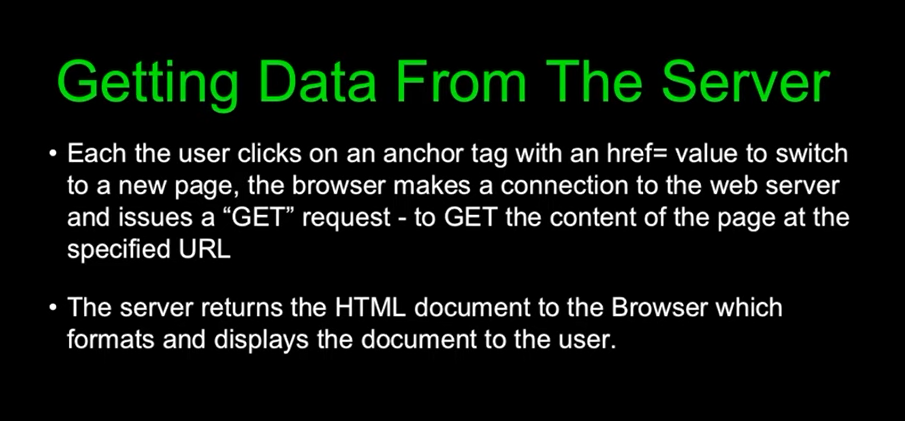 Getting Data From The Server
• Each the user clicks on an anchor tag with an href= value to switch
to a new page, the browser makes a connection to the web server
and issues a “GET” request - to GET the content of the page at the
specified URL
• The server returns the HTML document to the Browser which
formats and displays the document to the user.